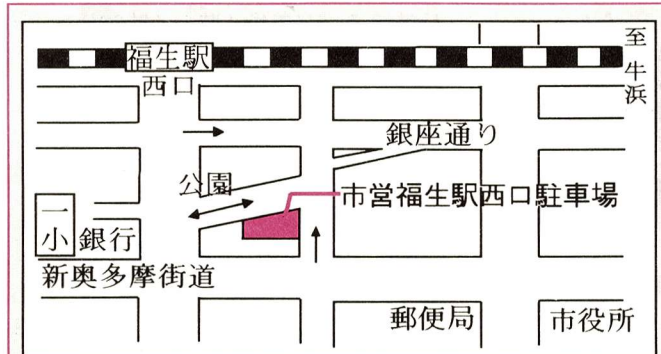 福生駅
西口
至牛浜
銀座通り
公園
市営福生駅西口駐車場
一小
銀行
新奥多摩街道
郵便局
市役所